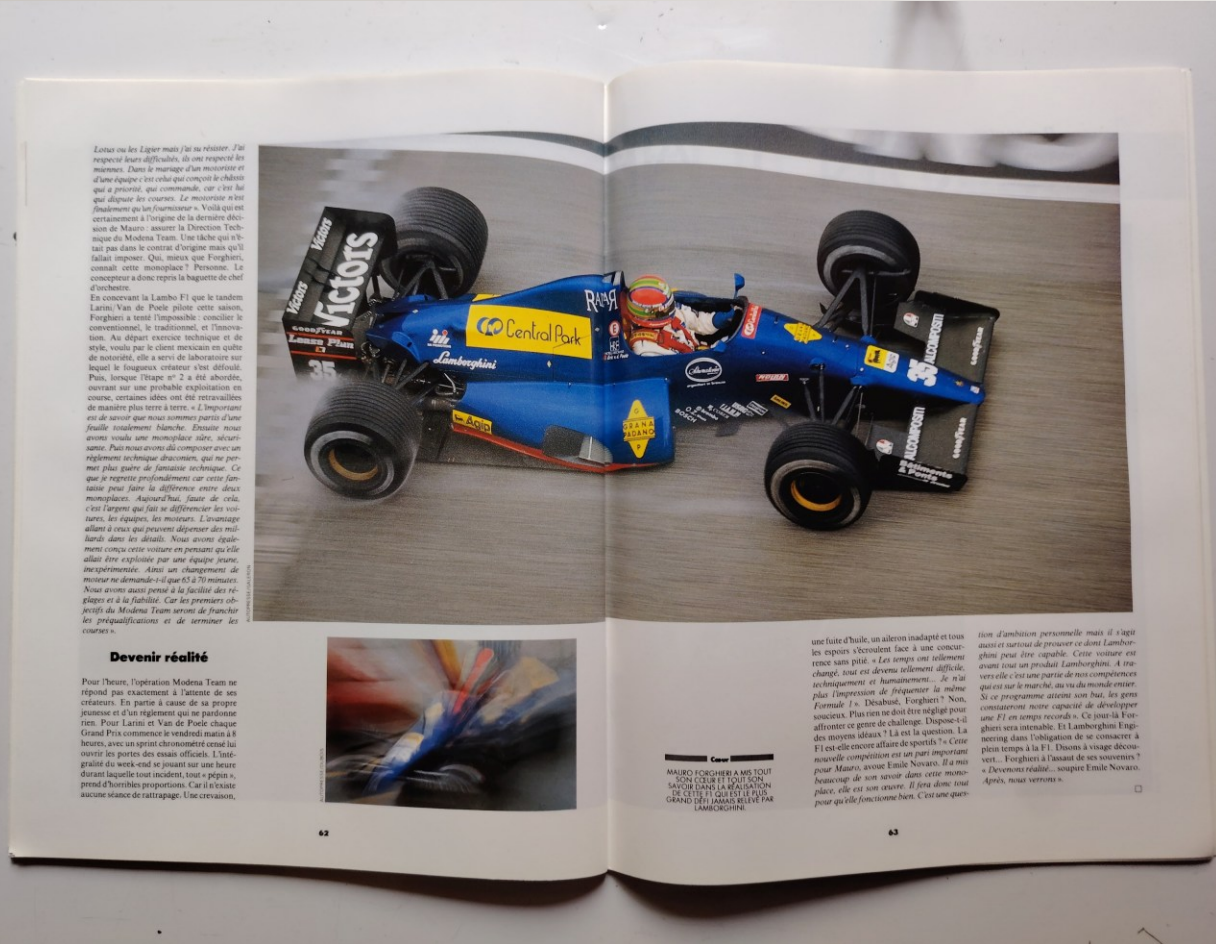 Lotus ou les Ligier mais j'ai su résister. J'ai
respecté leurs difficultés, ils ont respecté les
miennes. Dans le mariage d'un motoriste et
d'une équipe c'est celui qui conçoit le châssis
qui a priorité, qui commande, car c'est lui
qui dispute les courses. Le motoriste n'est
finalement qu'un fournisseur ». Voilà qui est
certainement à l'origine de la dernière déci-
sion de Mauro : assurer la Direction Tech-
nique du Modena Team. Une tâche qui n'é-
tait pas dans le contrat d'origine mais qu'il
fallait imposer. Qui, mieux que Forghieri,
connaît cette monoplace ? Personne. Le
concepteur a donc repris la baguette de chef
d'orchestre.
En concevant la Lambo F1 que le tandem
Larini/Van de Poele pilote cette saison,
Forghieri a tenté l'impossible : concilier le
conventionnel, le traditionnel, et l'innova-
tion. Au départ exercice technique et de
style, voulu par le client mexicain en quête
de notoriété, elle a servi de laboratoire sur
lequel le fougueux créateur s'est défoulé.
Puis, lorsque l'étape n° 2 a été abordée,
ouvrant sur une probable exploitation en
course, certaines idées ont été retravaillées
de manière plus terre à terre. « L'important
est de savoir que nous sommes partis d'une
feuille totalement blanche. Ensuite nous
avons voulu une monoplace sûre, sécuri-
sante. Puis nous avons dû composer avec un
règlement technique draconien, qui ne per-
met plus guère de fantaisie technique. Ce
que je regrette profondément car cette fan-
taisie peut faire la différence entre deux
monoplaces. Aujourd'hui, faute de cela,
c'est l'argent qui fait se différencier les voi-
tures, les équipes, les moteurs. L'avantage
allant à ceux qui peuvent dépenser des mil-
liards dans les détails. Nous avons égale-
ment conçu cette voiture en pensant qu'elle
allait être exploitée par une équipe jeune,
inexpérimentée. Ainsi un changement de
moteur ne demande-t-il que 65 à 70 minutes.
Nous avons aussi pensé à la facilité des ré-
glages et à la fiabilité. Car les premiers ob-
jectifs du Modena Team seront de franchir
les préqualifications et de terminer les
courses ».
Devenir réalité
Pour l'heure, l'opération Modena Team ne
répond pas exactement à l'attente de ses
créateurs. En partie à cause de sa propre
jeunesse et d'un règlement qui ne pardonne
rien. Pour Larini et Van de Poele chaque
Grand Prix commence le vendredi matin à 8
heures, avec un sprint chronométré censé lui
ouvrir les portes des essais officiels. L'inté-
gralité du week-end se jouant sur une heure
durant laquelle tout incident, tout « pépin »,
prend d'horribles proportions. Car il n'existe
aucune séance de rattrapage. Une crevaison,
Victors
Victors
Victors
GOODYEAR
Lease Plan
35
Central Park
Lamborghini
Agip
GRANA
PADANO
BOSCH
35
ALCOMBISM
GOODYEAR
ALCOMBISM
Bâtiments
& Ponts
GOODYEAR
62
Cœur
MAURO FORGHIERI A MIS TOUT
SON CŒUR ET TOUT SON
SAVOIR DANS LA RÉALISATION
DE CETTE F1 QUI EST LE PLUS
GRAND DÉFI JAMAIS RELEVÉ PAR
LAMBORGHINI.
une fuite d'huile, un aileron inadapté et tous
les espoirs s'écroulent face à une concur-
rence sans pitié. « Les temps ont tellement
changé, tout est devenu tellement difficile,
techniquement et humainement... Je n'ai
plus l'impression de fréquenter la même
Formule 1 ». Désabusé, Forghieri ? Non,
soucieux. Plus rien ne doit être négligé pour
affronter ce genre de challenge. Dispose-t-il
des moyens idéaux ? Là est la question. La
F1 est-elle encore affaire de sportifs ? « Cette
nouvelle compétition est un pari important
pour Mauro, avoue Emile Novaro. Il a mis
beaucoup de son savoir dans cette mono-
place, elle est son œuvre. Il fera donc tout
pour qu'elle fonctionne bien. C'est une ques-
tion d'ambition personnelle mais il s'agit
aussi et surtout de prouver ce dont Lambor-
ghini peut être capable. Cette voiture est
avant tout un produit Lamborghini. A tra-
vers elle c'est une partie de nos compétences
qui est sur le marché, au vu du monde entier.
Si ce programme atteint son but, les gens
constateront notre capacité de développer
une F1 en temps records ». Ce jour-là For-
ghieri sera intenable. Et Lamborghini Engi-
neering dans l'obligation de se consacrer à
plein temps à la F1. Disons à visage décou-
vert... Forghieri à l'assaut de ses souvenirs ?
« Devenons réaliste... soupire Emile Novaro.
Après, nous verrons ».
63